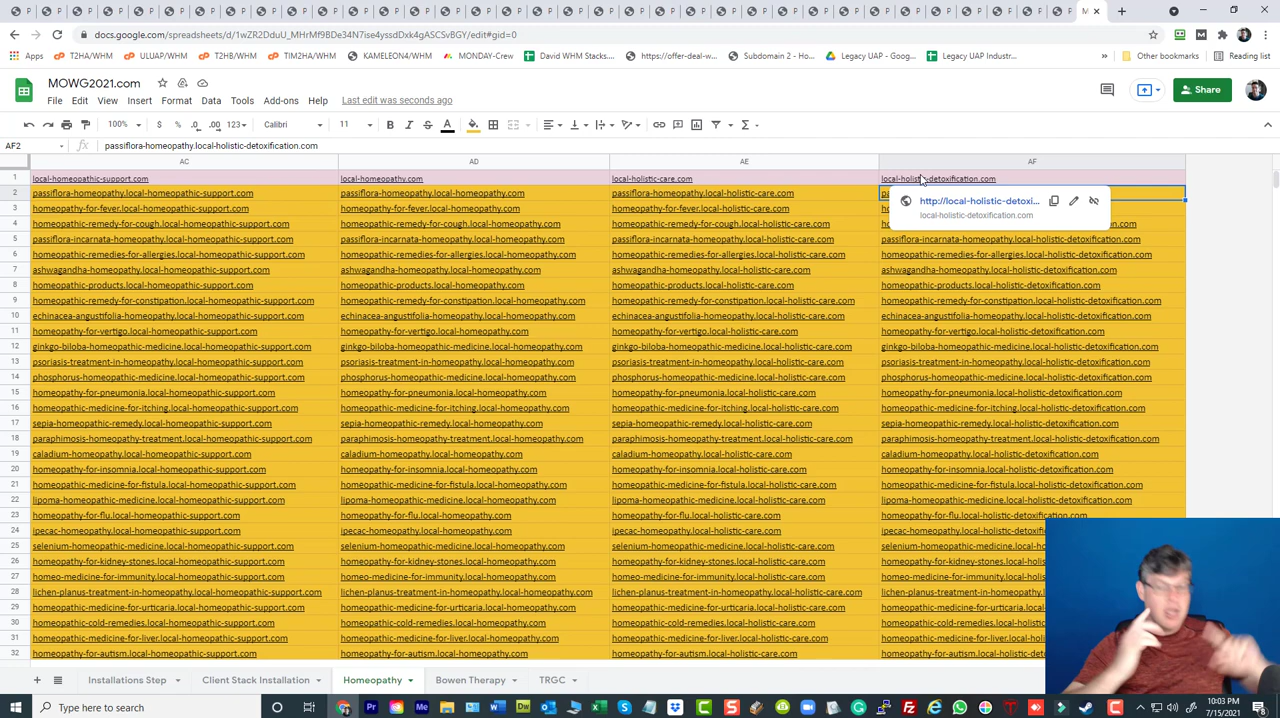 P P P P P P P P P P P P P P P P P P P P P P P P P P P P P P P P P P P P
docs.google.com/spreadsheets/
Apps T2HA/WHM ULUAP/WHM T2HB/WHM TIM2HA/WHM KAMELEON4/WHM MONDAY-Crew David WHM Stacks... https://offer-deal-w... Subdomain 2 - Ho... Legacy UAP - Goog... Legacy UAP Industr... Other bookmarks Reading list
MOWG2021.com
File Edit View Insert Format Data Tools Add-ons Help Last edit was seconds ago
Share
100% $ % .0 .00 123 Calibri 11 B I S A
AF2 fx passiflora-homeopathy.local-holistic-detoxification.com
AC AD AE AF
1 local-homeopathic-support.com local-homeopathy.com local-holistic-care.com local-holistic-detoxification.com
2 passiflora-homeopathy.local-homeopathic-support.com passiflora-homeopathy.local-homeopathy.com passiflora-homeopathy.local-holistic-care.com
http://local-holistic-detoxi...
local-holistic-detoxification.com
3 homeopathy-for-fever.local-homeopathic-support.com homeopathy-for-fever.local-homeopathy.com homeopathy-for-fever.local-holistic-care.com
4 homeopathic-remedy-for-cough.local-homeopathic-support.com homeopathic-remedy-for-cough.local-homeopathy.com homeopathic-remedy-for-cough.local-holistic-care.com
5 passiflora-incarnata-homeopathy.local-homeopathic-support.com passiflora-incarnata-homeopathy.local-homeopathy.com passiflora-incarnata-homeopathy.local-holistic-care.com passiflora-incarnata-homeopathy.local-holistic-detoxification.com
6 homeopathic-remedies-for-allergies.local-homeopathic-support.com homeopathic-remedies-for-allergies.local-homeopathy.com homeopathic-remedies-for-allergies.local-holistic-care.com homeopathic-remedies-for-allergies.local-holistic-detoxification.com
7 ashwagandha-homeopathy.local-homeopathic-support.com ashwagandha-homeopathy.local-homeopathy.com ashwagandha-homeopathy.local-holistic-care.com ashwagandha-homeopathy.local-holistic-detoxification.com
8 homeopathic-products.local-homeopathic-support.com homeopathic-products.local-homeopathy.com homeopathic-products.local-holistic-care.com homeopathic-products.local-holistic-detoxification.com
9 homeopathic-remedy-for-constipation.local-homeopathic-support.com homeopathic-remedy-for-constipation.local-homeopathy.com homeopathic-remedy-for-constipation.local-holistic-care.com homeopathic-remedy-for-constipation.local-holistic-detoxification.com
10 echinacea-angustifolia-homeopathy.local-homeopathic-support.com echinacea-angustifolia-homeopathy.local-homeopathy.com echinacea-angustifolia-homeopathy.local-holistic-care.com echinacea-angustifolia-homeopathy.local-holistic-detoxification.com
11 homeopathy-for-vertigo.local-homeopathic-support.com homeopathy-for-vertigo.local-homeopathy.com homeopathy-for-vertigo.local-holistic-care.com homeopathy-for-vertigo.local-holistic-detoxification.com
12 ginkgo-biloba-homeopathic-medicine.local-homeopathic-support.com ginkgo-biloba-homeopathic-medicine.local-homeopathy.com ginkgo-biloba-homeopathic-medicine.local-holistic-care.com ginkgo-biloba-homeopathic-medicine.local-holistic-detoxification.com
13 psoriasis-treatment-in-homeopathy.local-homeopathic-support.com psoriasis-treatment-in-homeopathy.local-homeopathy.com psoriasis-treatment-in-homeopathy.local-holistic-care.com psoriasis-treatment-in-homeopathy.local-holistic-detoxification.com
14 phosphorus-homeopathic-medicine.local-homeopathic-support.com phosphorus-homeopathic-medicine.local-homeopathy.com phosphorus-homeopathic-medicine.local-holistic-care.com phosphorus-homeopathic-medicine.local-holistic-detoxification.com
15 homeopathy-for-pneumonia.local-homeopathic-support.com homeopathy-for-pneumonia.local-homeopathy.com homeopathy-for-pneumonia.local-holistic-care.com homeopathy-for-pneumonia.local-holistic-detoxification.com
16 homeopathic-medicine-for-itching.local-homeopathic-support.com homeopathic-medicine-for-itching.local-homeopathy.com homeopathic-medicine-for-itching.local-holistic-care.com homeopathic-medicine-for-itching.local-holistic-detoxification.com
17 sepia-homeopathic-remedy.local-homeopathic-support.com sepia-homeopathic-remedy.local-homeopathy.com sepia-homeopathic-remedy.local-holistic-care.com sepia-homeopathic-remedy.local-holistic-detoxification.com
18 paraphimosis-homeopathy-treatment.local-homeopathic-support.com paraphimosis-homeopathy-treatment.local-homeopathy.com paraphimosis-homeopathy-treatment.local-holistic-care.com paraphimosis-homeopathy-treatment.local-holistic-detoxification.com
19 caladium-homeopathy.local-homeopathic-support.com caladium-homeopathy.local-homeopathy.com caladium-homeopathy.local-holistic-care.com caladium-homeopathy.local-holistic-detoxification.com
20 homeopathy-for-insomnia.local-homeopathic-support.com homeopathy-for-insomnia.local-homeopathy.com homeopathy-for-insomnia.local-holistic-care.com homeopathy-for-insomnia.local-holistic-detoxification.com
21 homeopathic-medicine-for-fistula.local-homeopathic-support.com homeopathic-medicine-for-fistula.local-homeopathy.com homeopathic-medicine-for-fistula.local-holistic-care.com homeopathic-medicine-for-fistula.local-holistic-detoxification.com
22 lipoma-homeopathic-medicine.local-homeopathic-support.com lipoma-homeopathic-medicine.local-homeopathy.com lipoma-homeopathic-medicine.local-holistic-care.com lipoma-homeopathic-medicine.local-holistic-detoxification.com
23 homeopathy-for-flu.local-homeopathic-support.com homeopathy-for-flu.local-homeopathy.com homeopathy-for-flu.local-holistic-care.com homeopathy-for-flu.local-holistic-detoxification.com
24 ipecac-homeopathy.local-homeopathic-support.com ipecac-homeopathy.local-homeopathy.com ipecac-homeopathy.local-holistic-care.com
25 selenium-homeopathic-medicine.local-homeopathic-support.com selenium-homeopathic-medicine.local-homeopathy.com selenium-homeopathic-medicine.local-holistic-care.com
26 homeopathy-for-kidney-stones.local-homeopathic-support.com homeopathy-for-kidney-stones.local-homeopathy.com homeopathy-for-kidney-stones.local-holistic-care.com
27 homeo-medicine-for-immunity.local-homeopathic-support.com homeo-medicine-for-immunity.local-homeopathy.com homeo-medicine-for-immunity.local-holistic-care.com
28 lichen-planus-treatment-in-homeopathy.local-homeopathic-support.com lichen-planus-treatment-in-homeopathy.local-homeopathy.com lichen-planus-treatment-in-homeopathy.local-holistic-care.com
29 homeopathic-medicine-for-urticaria.local-homeopathic-support.com homeopathic-medicine-for-urticaria.local-homeopathy.com homeopathic-medicine-for-urticaria.local-holistic-care.com
30 homeopathic-cold-remedies.local-homeopathic-support.com homeopathic-cold-remedies.local-homeopathy.com homeopathic-cold-remedies.local-holistic-care.com
31 homeopathic-medicine-for-liver.local-homeopathic-support.com homeopathic-medicine-for-liver.local-homeopathy.com homeopathic-medicine-for-liver.local-holistic-care.com
32 homeopathy-for-autism.local-homeopathic-support.com homeopathy-for-autism.local-homeopathy.com homeopathy-for-autism.local-holistic-care.com
Installations Step Client Stack Installation Homeopathy Bowen Therapy TRGC
Type here to search
10:03 PM
7/15/2021